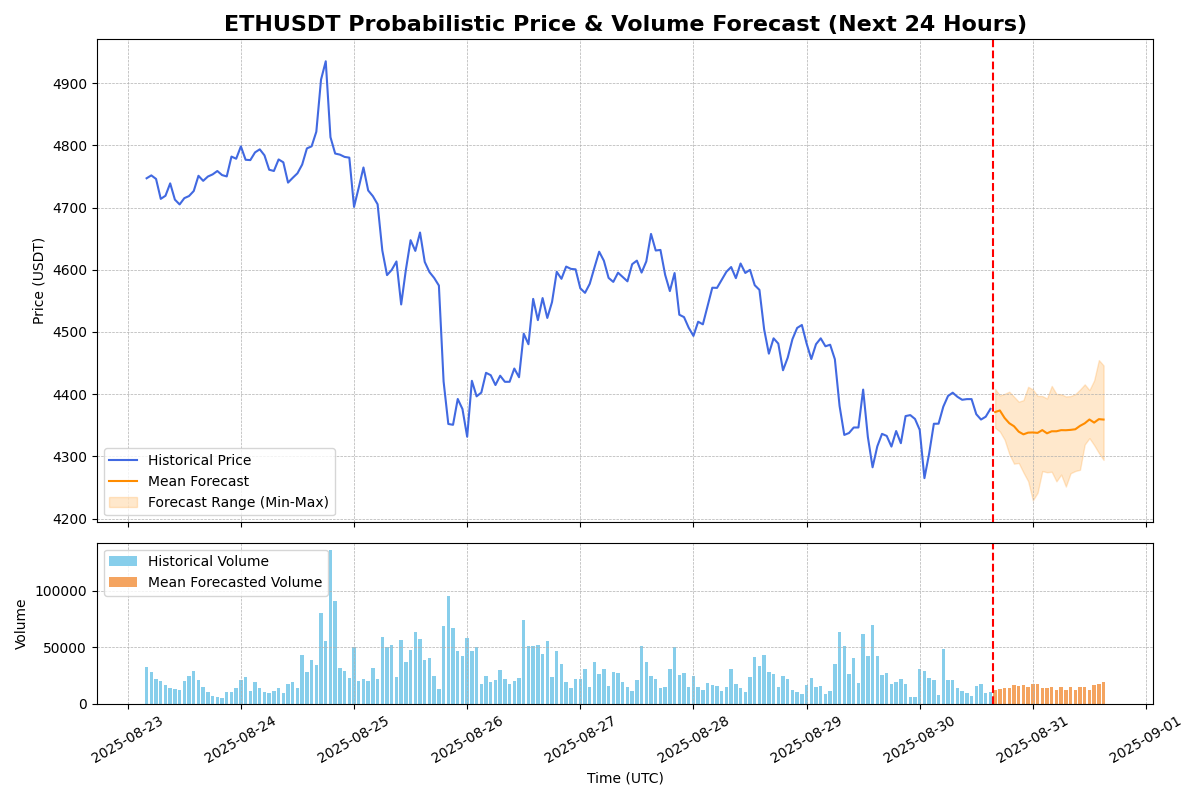 ETHUSDT Probabilistic Price & Volume Forecast (Next 24 Hours)
Price (USDT)
4900
4800
4700
4600
4500
4400
4300
4200
Historical Price
Mean Forecast
Forecast Range (Min-Max)
Volume
100000
50000
0
Historical Volume
Mean Forecasted Volume
2025-08-23
2025-08-24
2025-08-25
2025-08-26
2025-08-27
2025-08-28
2025-08-29
2025-08-30
2025-08-31
2025-09-01
Time (UTC)